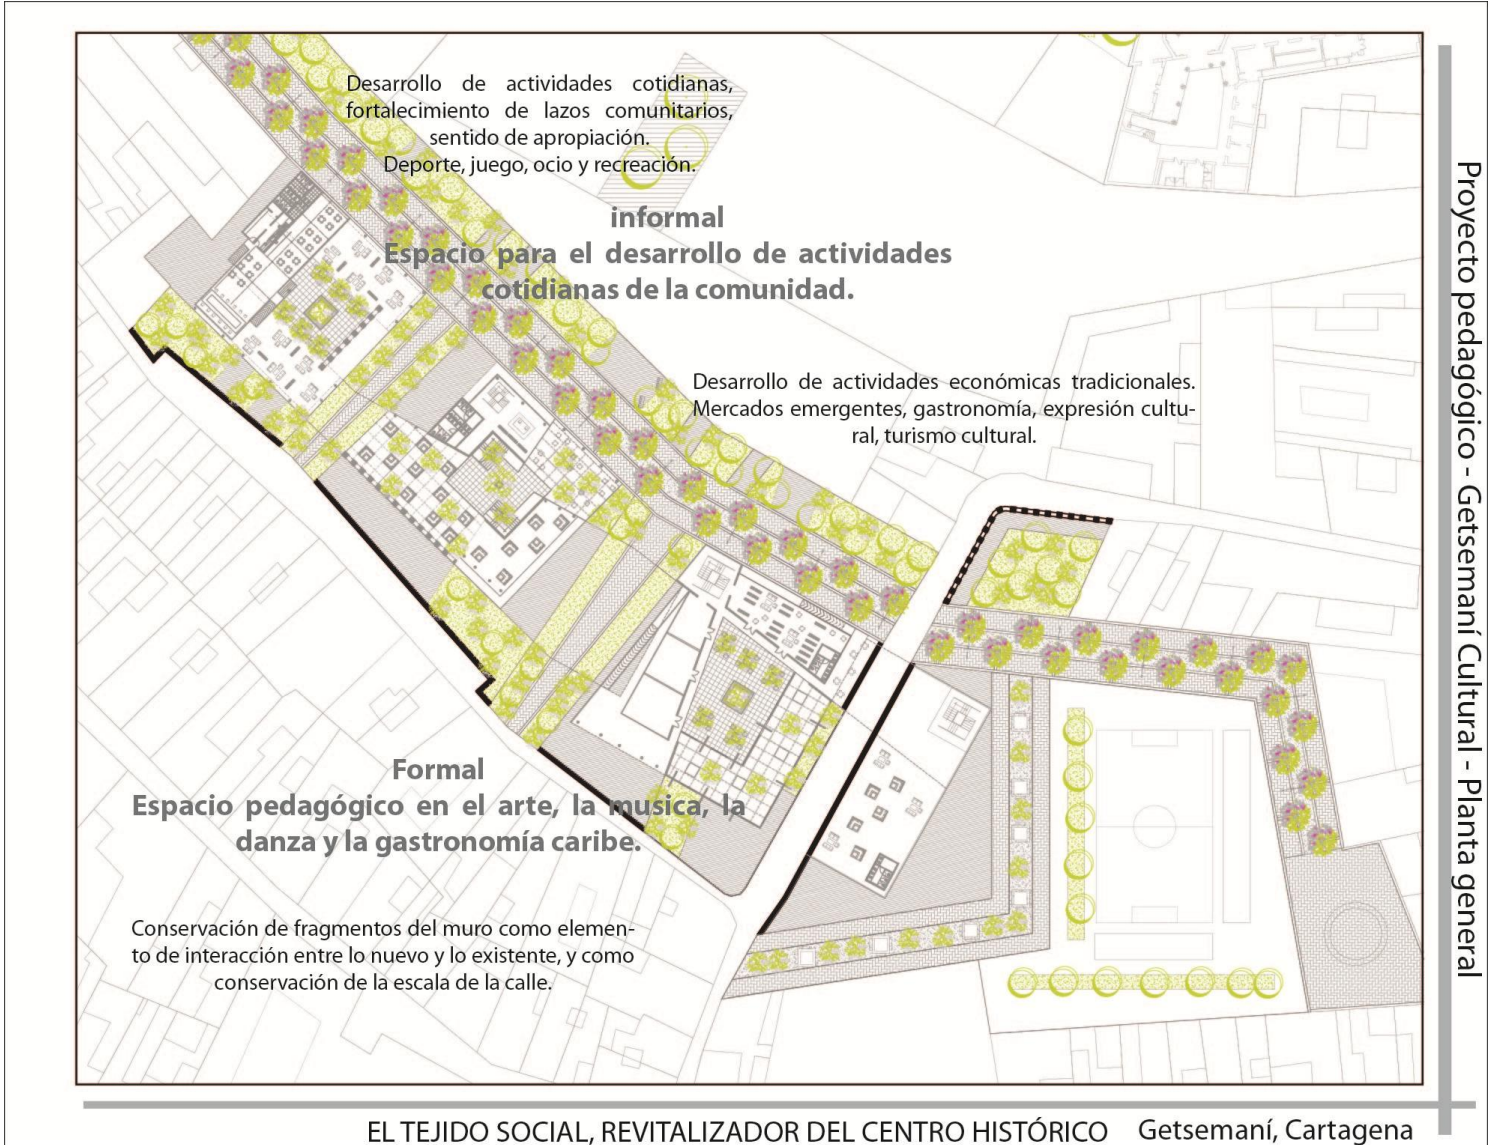 Desarrollo de actividades cotidianas,
fortalecimiento de lazos comunitarios,
sentido de apropiación.
Deporte, juego, ocio y recreación.
informal
Espacio para el desarrollo de actividades
cotidianas de la comunidad.
Desarrollo de actividades económicas tradicionales.
Mercados emergentes, gastronomía, expresión cultu-
ral, turismo cultural.
Formal
Espacio pedagógico en el arte, la musica, la
danza y la gastronomía caribe.
Conservación de fragmentos del muro como elemen-
to de interacción entre lo nuevo y lo existente, y como
conservación de la escala de la calle.
Proyecto pedagógico - Getsemaní Cultural - Planta general
EL TEJIDO SOCIAL, REVITALIZADOR DEL CENTRO HISTÓRICO Getsemaní, Cartagena